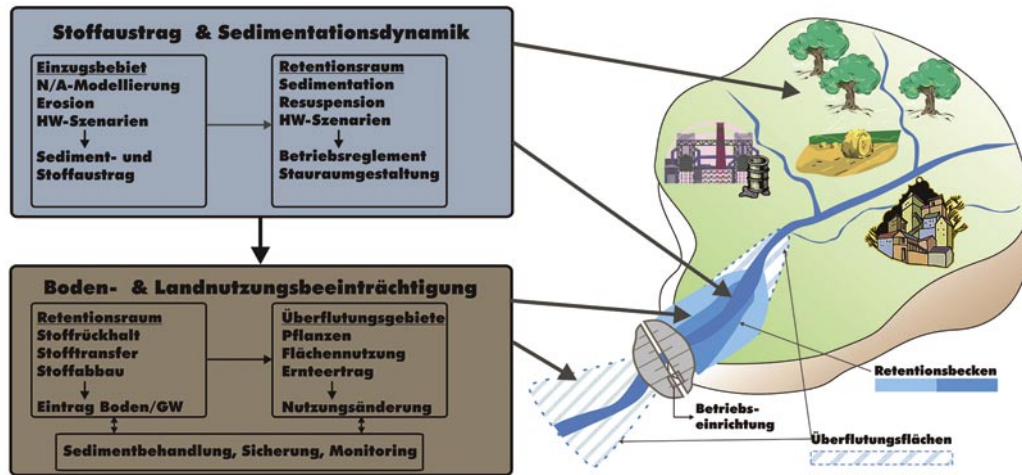 Stoffaustrag & Sedimentationsdynamik
Einzugsbebiet
N/A-Modellierung
Erosion
HW-Szenarien
Sediment- und
Stoffaustrag
Retentionsraum
Sedimentation
Resuspension
HW-Szenarien
Betriebsreglement
Stauraumgestaltung
Boden- & Landnutzungsbeeinträchtigung
Retentionsraum
Stoffrückhalt
Stofftransfer
Stoffabbau
Eintrag Boden/GW
Überflutungsgebiete
Pflanzen
Flächennutzung
Ernteertrag
Nutzungsänderung
Sedimentbehandlung, Sicherung, Monitoring
Retentionsbecken
Betriebs-
einrichtung
Überflutungsflächen